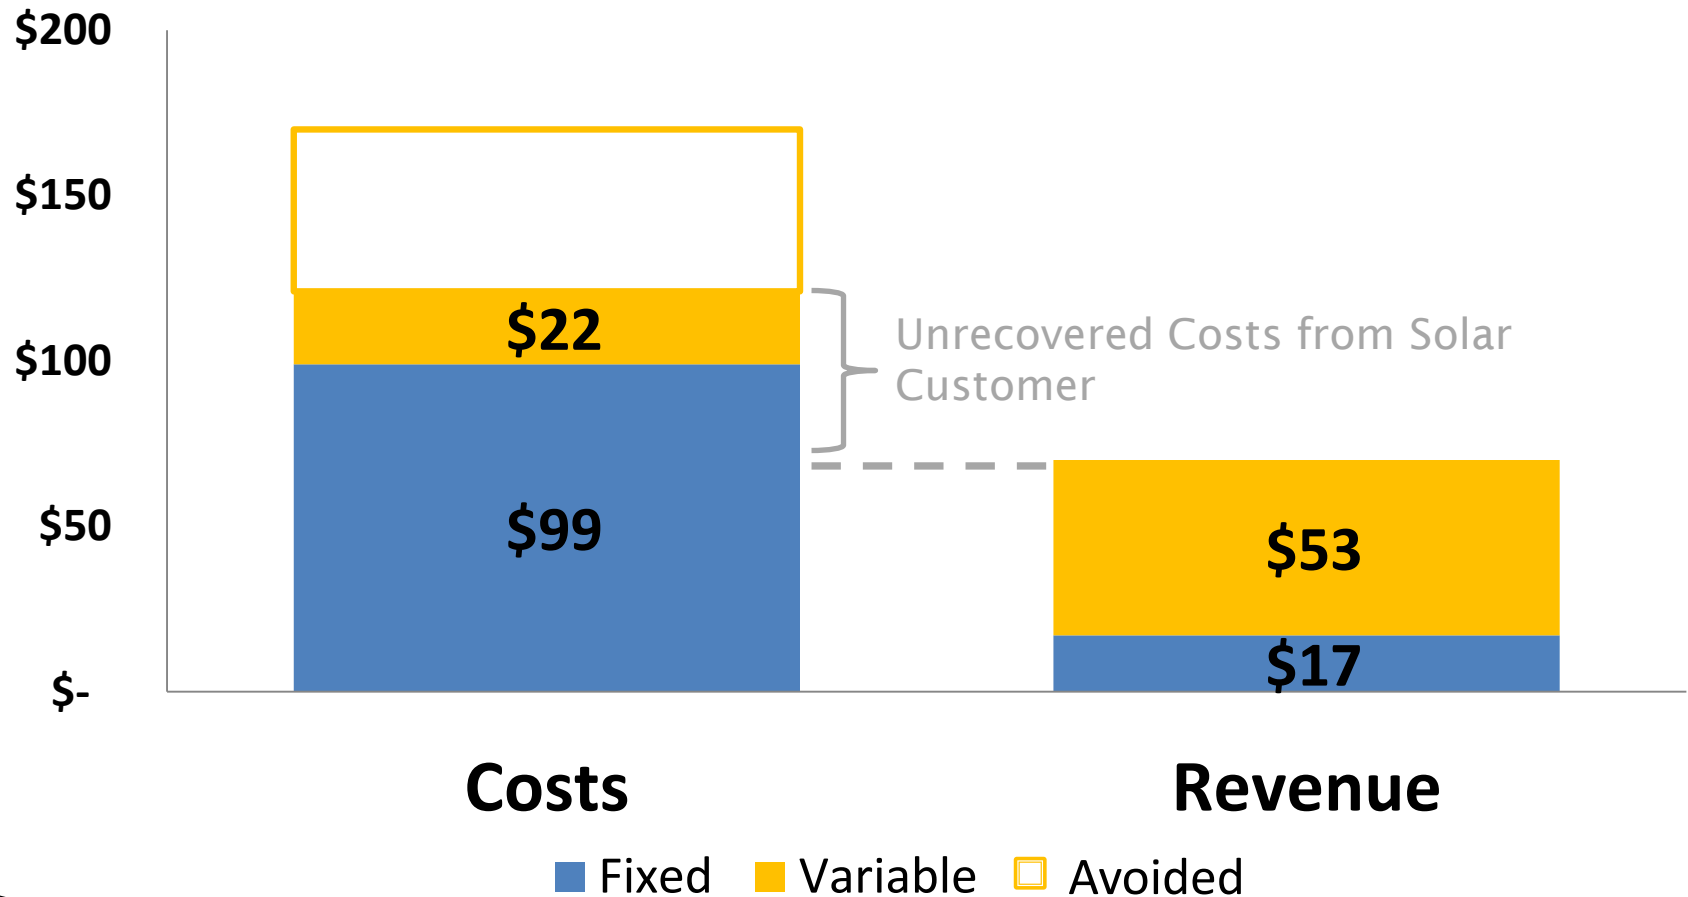 $200
$150
$22
Unrecovered Costs from Solar
Customer
$100
$50
$99
$53
$17
$-
Costs
Revenue
Fixed
Variable
Avoided